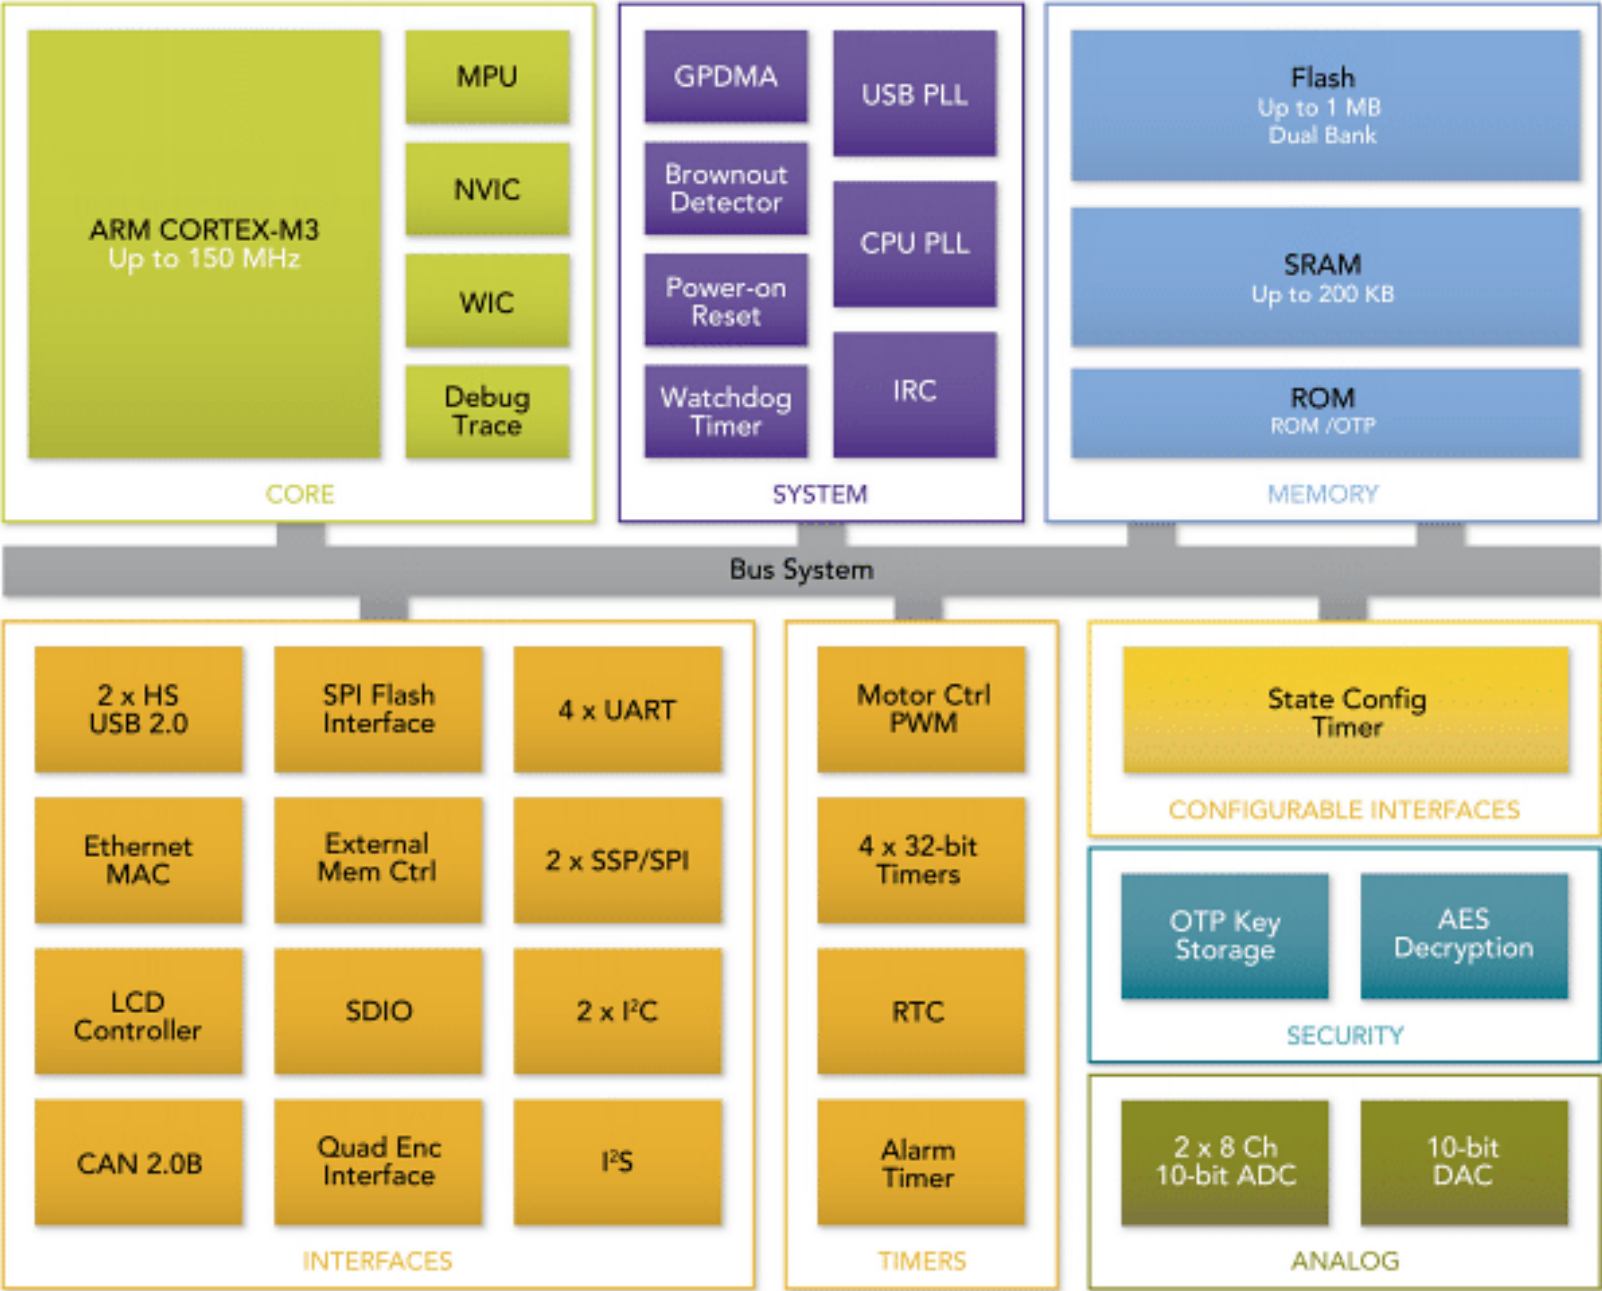 ARM CORTEX-M3
Up to 150 MHz
MPU
NVIC
WIC
Debug
Trace
CORE
GPDMA
Brownout
Detector
Power-on
Reset
Watchdog
Timer
USB PLL
CPU PLL
IRC
SYSTEM
Flash
Up to 1 MB
Dual Bank
SRAM
Up to 200 KB
ROM
ROM /OTP
MEMORY
Bus System
2 x HS
USB 2.0
SPI Flash
Interface
4 x UART
Ethernet
MAC
External
Mem Ctrl
2 x SSP/SPI
LCD
Controller
SDIO
2 x I²C
CAN 2.0B
Quad Enc
Interface
I²S
INTERFACES
Motor Ctrl
PWM
4 x 32-bit
Timers
RTC
Alarm
Timer
TIMERS
State Config
Timer
CONFIGURABLE INTERFACES
OTP Key
Storage
AES
Decryption
SECURITY
2 x 8 Ch
10-bit ADC
10-bit
DAC
ANALOG